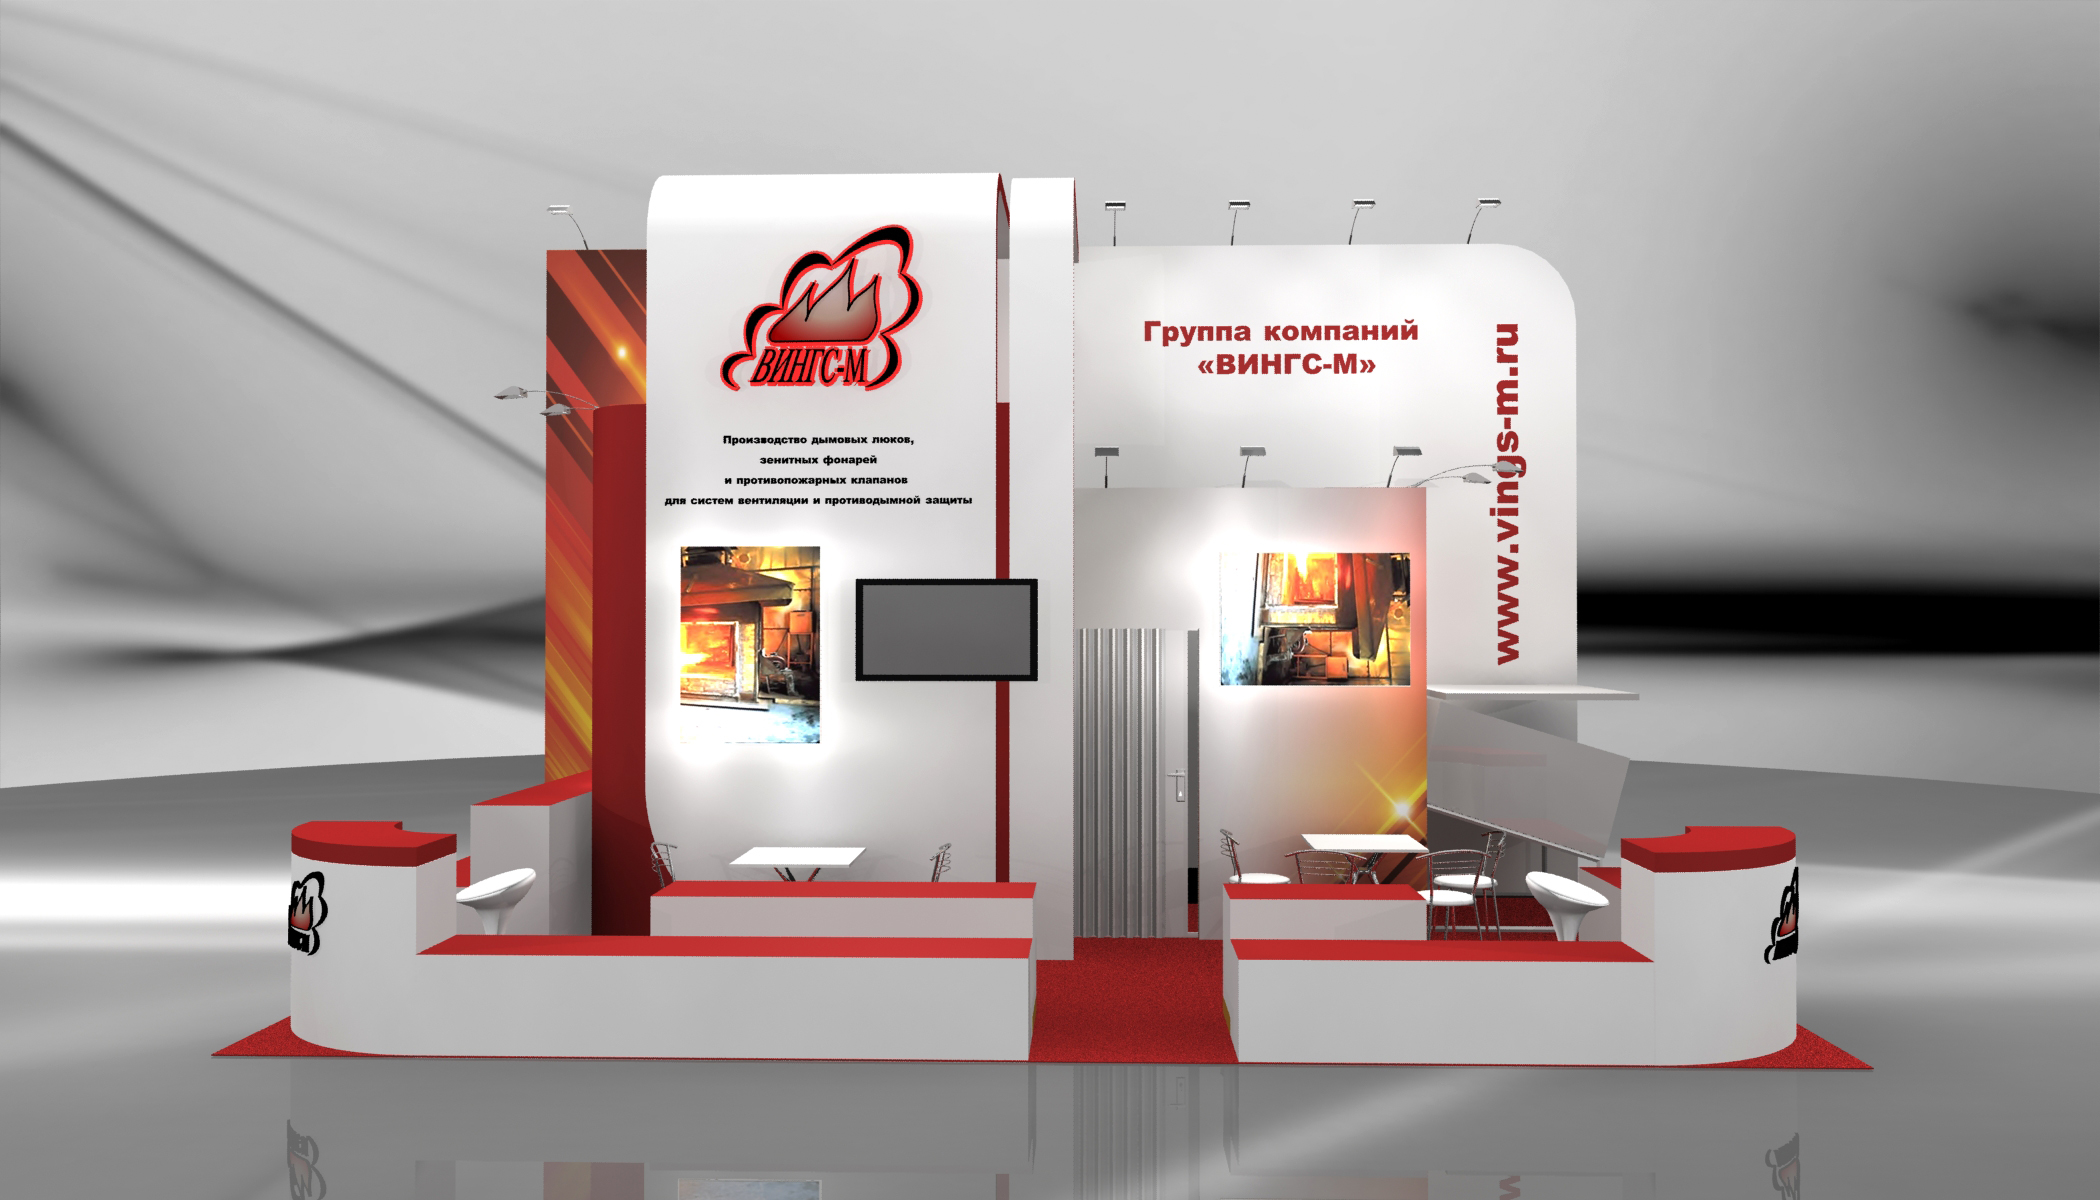 ВИНГС-М
Производство дымовых люков,
зенитных фонарей
и противопожарных клапанов
для систем вентиляции и противодымной защиты
Группа компаний
«ВИНГС-М»
www.vings-m.ru